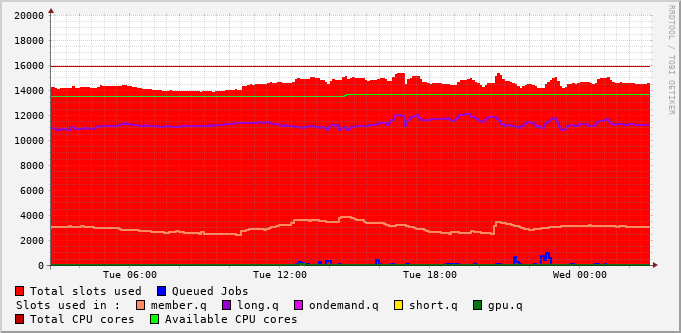 20000
18000
16000
14000
12000
10000
8000
6000
4000
2000
0
Tue 06:00 Tue 12:00 Tue 18:00 Wed 00:00
RRDTOOL / TOBI OETIKER
Total slots used Queued Jobs
Slots used in : member.q long.q ondemand.q short.q gpu.q
Total CPU cores Available CPU cores